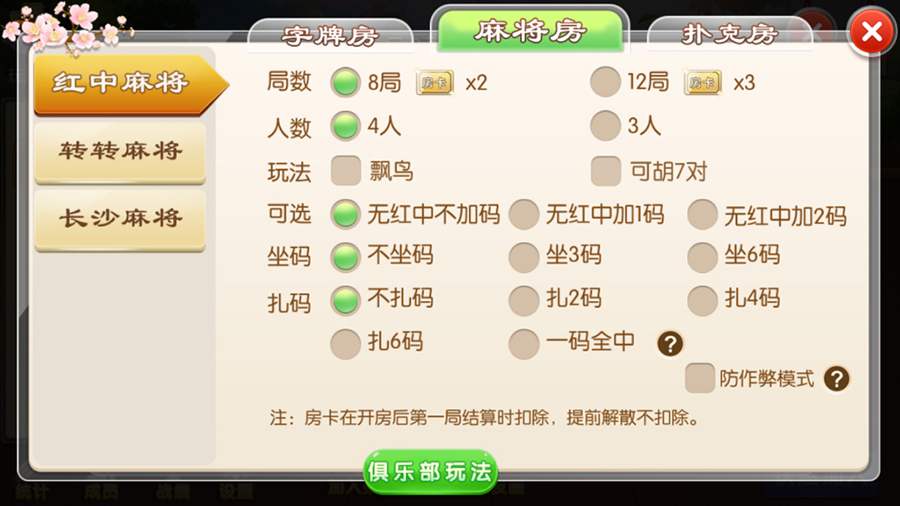 字牌房 麻将房 扑克房
红中麻将
转转麻将
长沙麻将
局数 8局 房卡 x2 12局 房卡 x3
人数 4人 3人
玩法 飘鸟 可胡7对
可选 无红中不加码 无红中加1码 无红中加2码
坐码 不坐码 坐3码 坐6码
扎码 不扎码 扎2码 扎4码
扎6码 一码全中 ?
防作弊模式 ?
注：房卡在开房后第一局结算时扣除，提前解散不扣除。
俱乐部玩法
统计 成员 战绩 设置